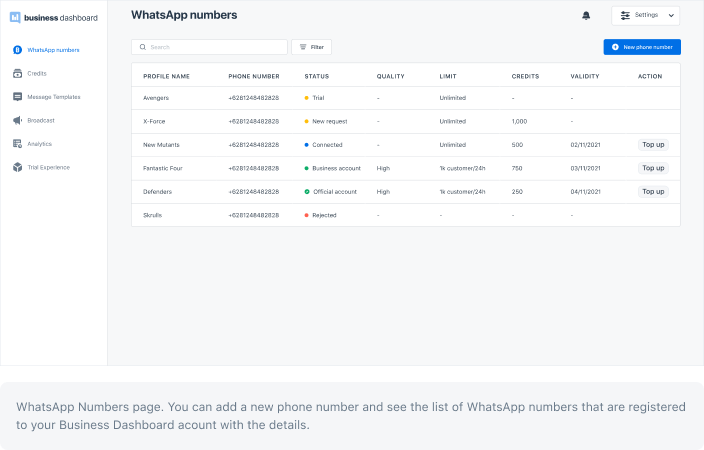 business dashboard
WhatsApp numbers
Settings
WhatsApp numbers
Credits
Message Templates
Broadcast
Analytics
Trial Experience
Search
Filter
New phone number
PROFILE NAME PHONE NUMBER STATUS QUALITY LIMIT CREDITS VALIDITY ACTION
Avengers +6281248482828 Trial - Unlimited - -
X-Force +6281248482828 New request - Unlimited 1,000 -
New Mutants +6281248482828 Connected - Unlimited 500 02/11/2021 Top up
Fantastic Four +6281248482828 Business account High 1k customer/24h 750 03/11/2021 Top up
Defenders +6281248482828 Official account High 1k customer/24h 250 04/11/2021 Top up
Skrulls +6281248482828 Rejected - - - -
WhatsApp Numbers page. You can add a new phone number and see the list of WhatsApp numbers that are registered
to your Business Dashboard acount with the details.